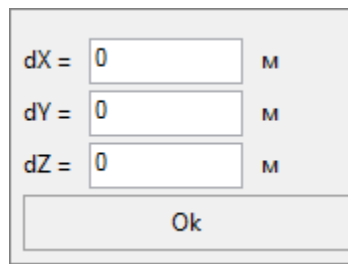 dX = 0 м
dY = 0 м
dZ = 0 м
Ok